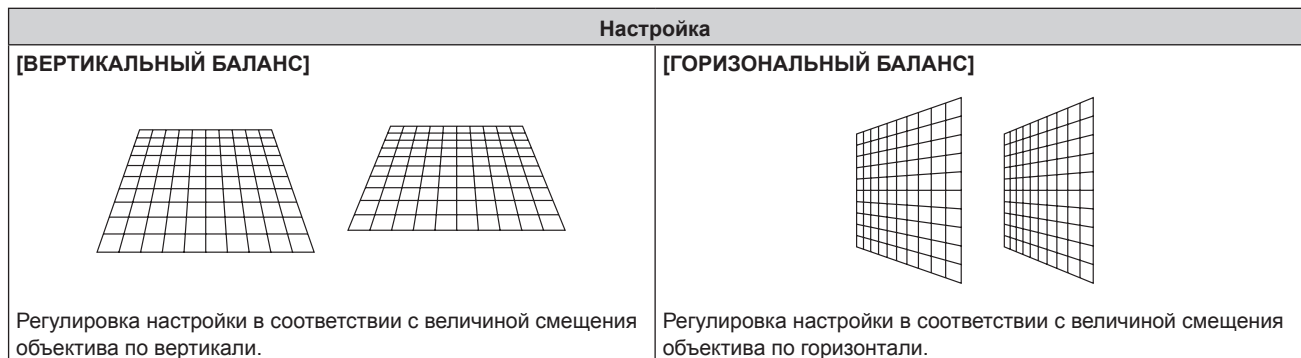 Настройка
[ВЕРТИКАЛЬНЫЙ БАЛАНС]
Регулировка настройки в соответствии с величиной смещения
объектива по вертикали.
[ГОРИЗОНАЛЬНЫЙ БАЛАНС]
Регулировка настройки в соответствии с величиной смещения
объектива по горизонтали.